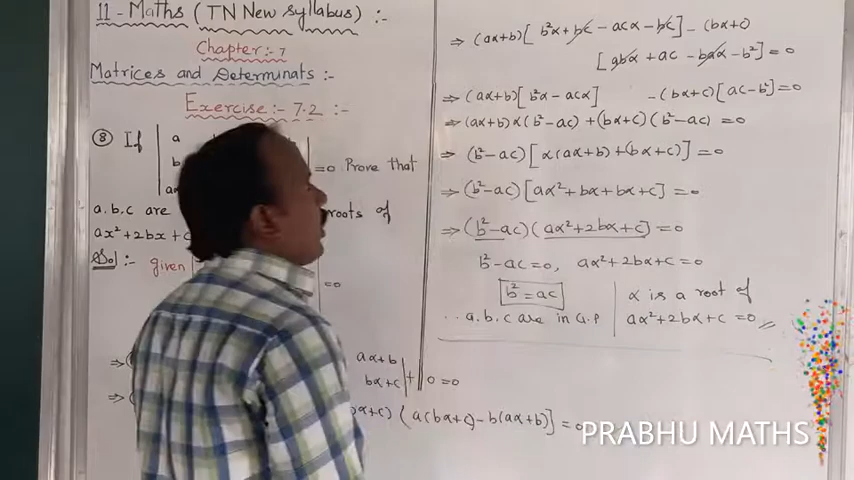 11 - Maths ( TN New syllabus ) :-
Chapter :- 7
Matrices and Determinants :-
Exercise :- 7.2 :-
⑧ If | a
b
aα
= 0 Prove that
a.b.c are roots of
ax²+2bx+c
Sol :- given
= 0
⇒
aα+b
bα+c + 0 = 0
⇒ bα+c) (a(bα+c) - b(aα+b)] = 0
⇒ (aα+b) [b²α + bc - acα - bc] - (bα+c)
[abα + ac - baα - b²] = 0
⇒ (aα+b) [b²α - acα] - (bα+c) [ac - b²] = 0
⇒ (aα+b) α(b²-ac) + (bα+c) (b²-ac) = 0
⇒ (b²-ac) [α(aα+b) + (bα+c)] = 0
⇒ (b²-ac) [aα²+bα+bα+c] = 0
⇒ (b²-ac) (aα²+2bα+c] = 0
b²-ac=0, aα²+2bα+c = 0
b² = ac
α is a root of
∴ a.b.c are in G.P
aα²+2bα+c = 0
PRABHU MATHS